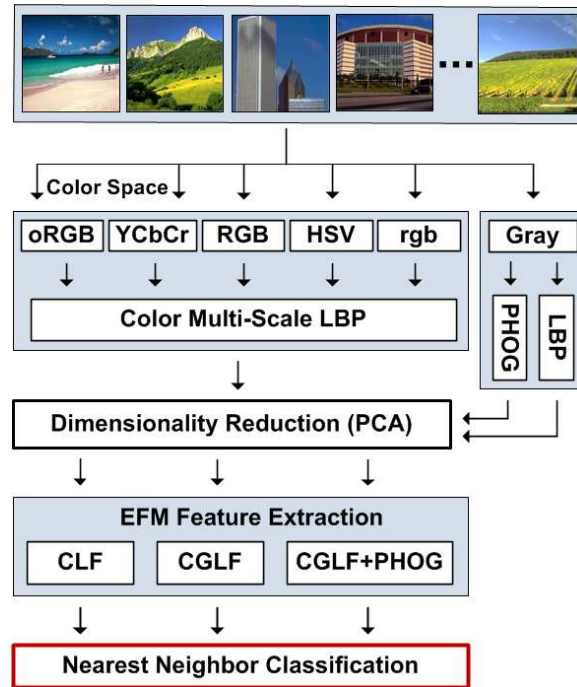 Color Space
oRGB YCbCr RGB HSV rgb Gray
Color Multi-Scale LBP
PHOG LBP
Dimensionality Reduction (PCA)
EFM Feature Extraction
CLF CGLF CGLF+PHOG
Nearest Neighbor Classification